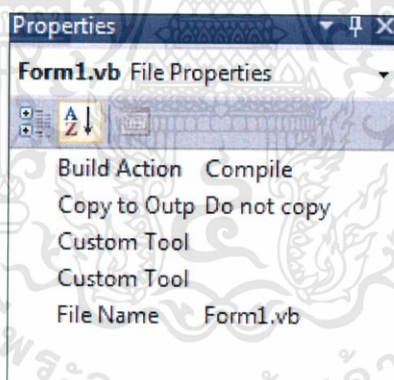 Properties
Form1.vb File Properties
Build Action Compile
Copy to Outp Do not copy
Custom Tool
Custom Tool
File Name Form1.vb